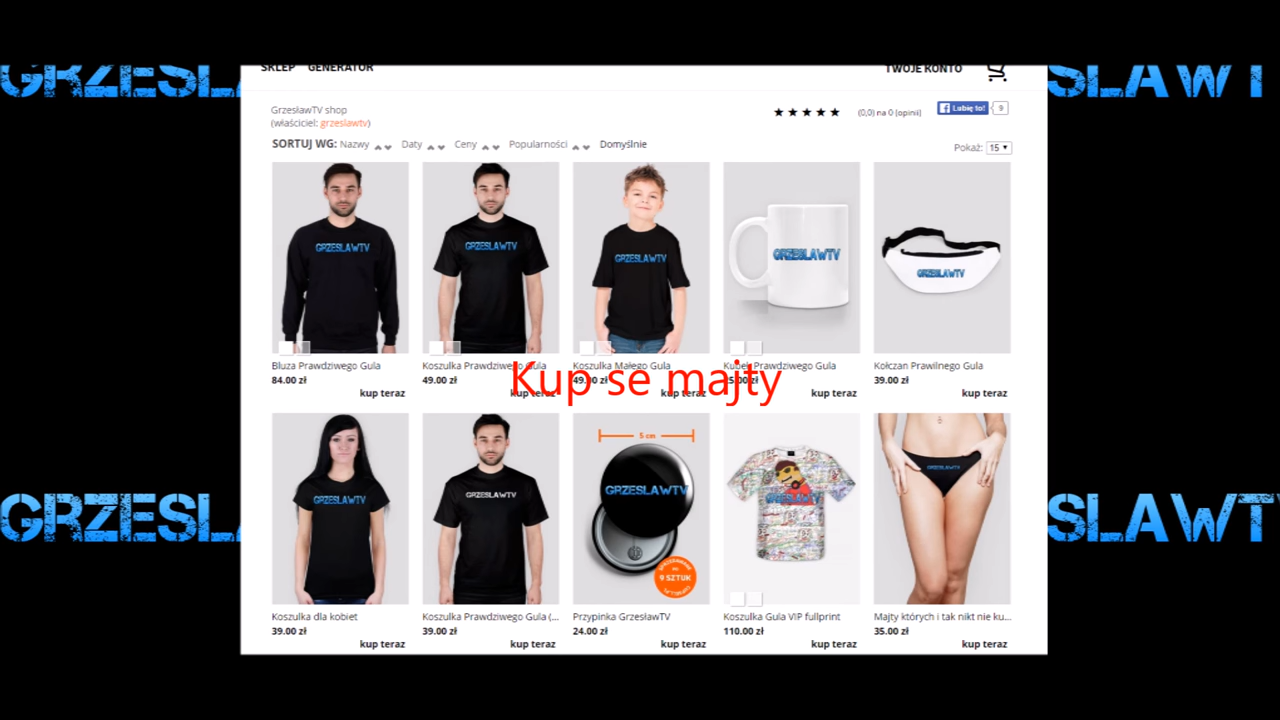 GRZESLA
SLAWT
SKLEP GENERATOR
TWOJE KONTO
GrzesławTV shop
(właściciel: grzeslawtv)
(0,0) na 0 (opinii)
Lubię to! 9
SORTUJ WG: Nazwy Daty Ceny Popularności Domyślnie
Pokaż: 15
GRZESLAWTV
GRZESLAWTV
GRZESLAWTV
GRZESLAWTV
GRZESLAWTV
Bluza Prawdziwego Gula
Koszulka Prawdziwego Gula
Koszulka Małego Gula
Kubek Prawdziwego Gula
Kołczan Prawilnego Gula
84.00 zł
49.00 zł
49.00 zł
25.00 zł
39.00 zł
Kup se majty
kup teraz
kup teraz
kup teraz
kup teraz
kup teraz
5 cm
GRZESLAWTV
GRZESLAWTV
GRZESLAWTV
GRZESLAWTV
GRZESLAWTV
9 SZTUK
GRZESLA
SLAWT
Koszulka dla kobiet
Koszulka Prawdziwego Gula (...
Przypinka GrzesławTV
Koszulka Gula VIP fullprint
Majty których i tak nikt nie ku...
39.00 zł
39.00 zł
24.00 zł
110.00 zł
35.00 zł
kup teraz
kup teraz
kup teraz
kup teraz
kup teraz